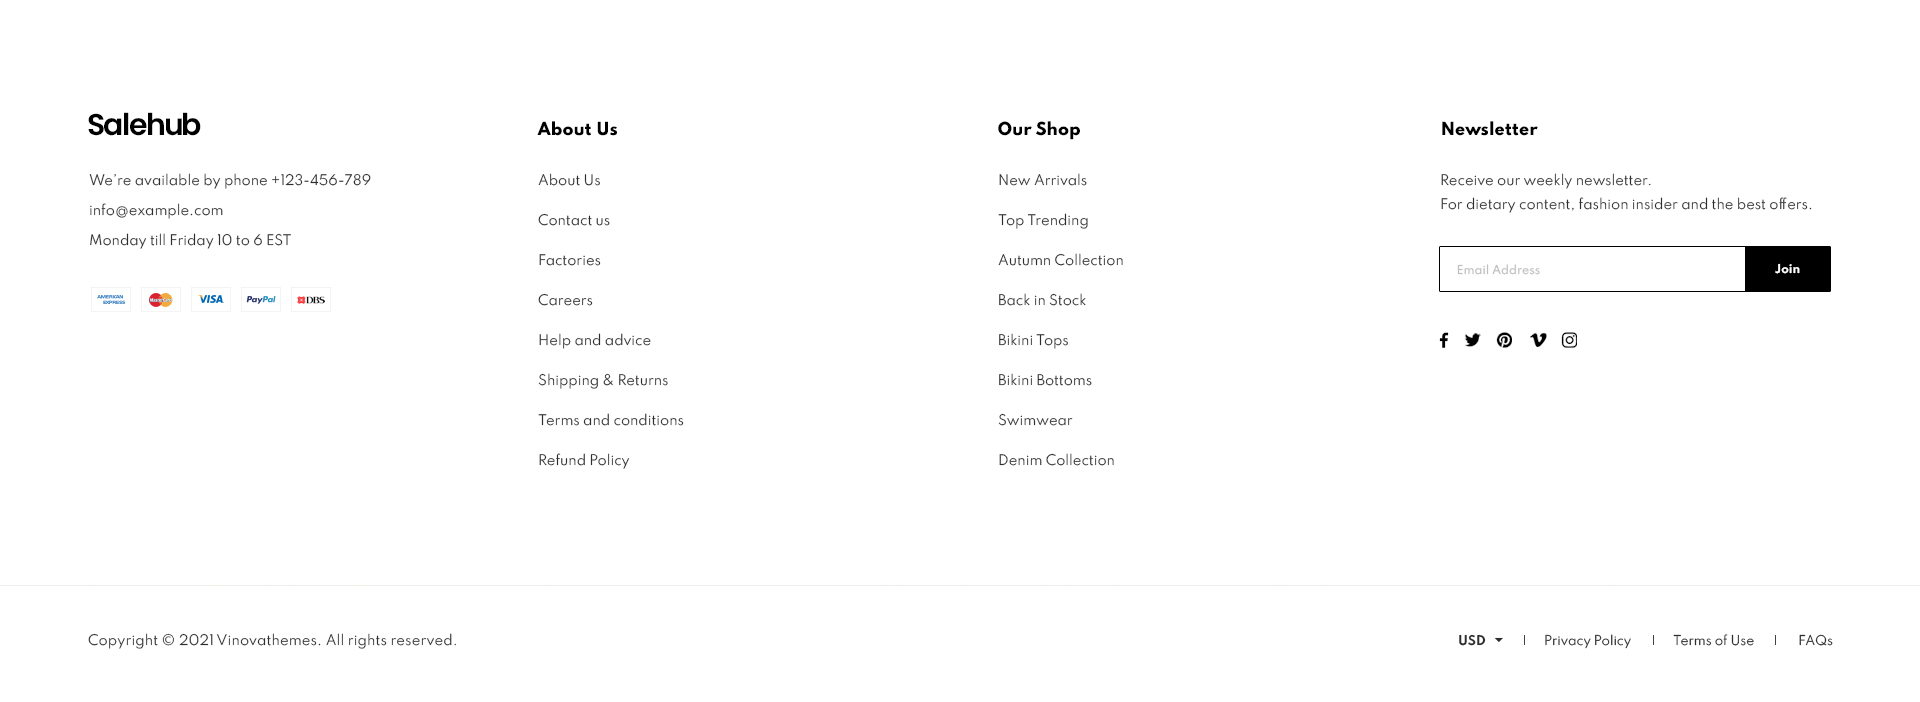 Salehub
We're available by phone +123-456-789
info@example.com
Monday till Friday 10 to 6 EST
AMERICAN
EXPRESS
MasterCard
VISA
PayPal
DBS
About Us
About Us
Contact us
Factories
Careers
Help and advice
Shipping & Returns
Terms and conditions
Refund Policy
Our Shop
New Arrivals
Top Trending
Autumn Collection
Back in Stock
Bikini Tops
Bikini Bottoms
Swimwear
Denim Collection
Newsletter
Receive our weekly newsletter.
For dietary content, fashion insider and the best offers.
Email Address
Join
Copyright © 2021 Vinovathemes. All rights reserved.
USD | Privacy Policy | Terms of Use | FAQs